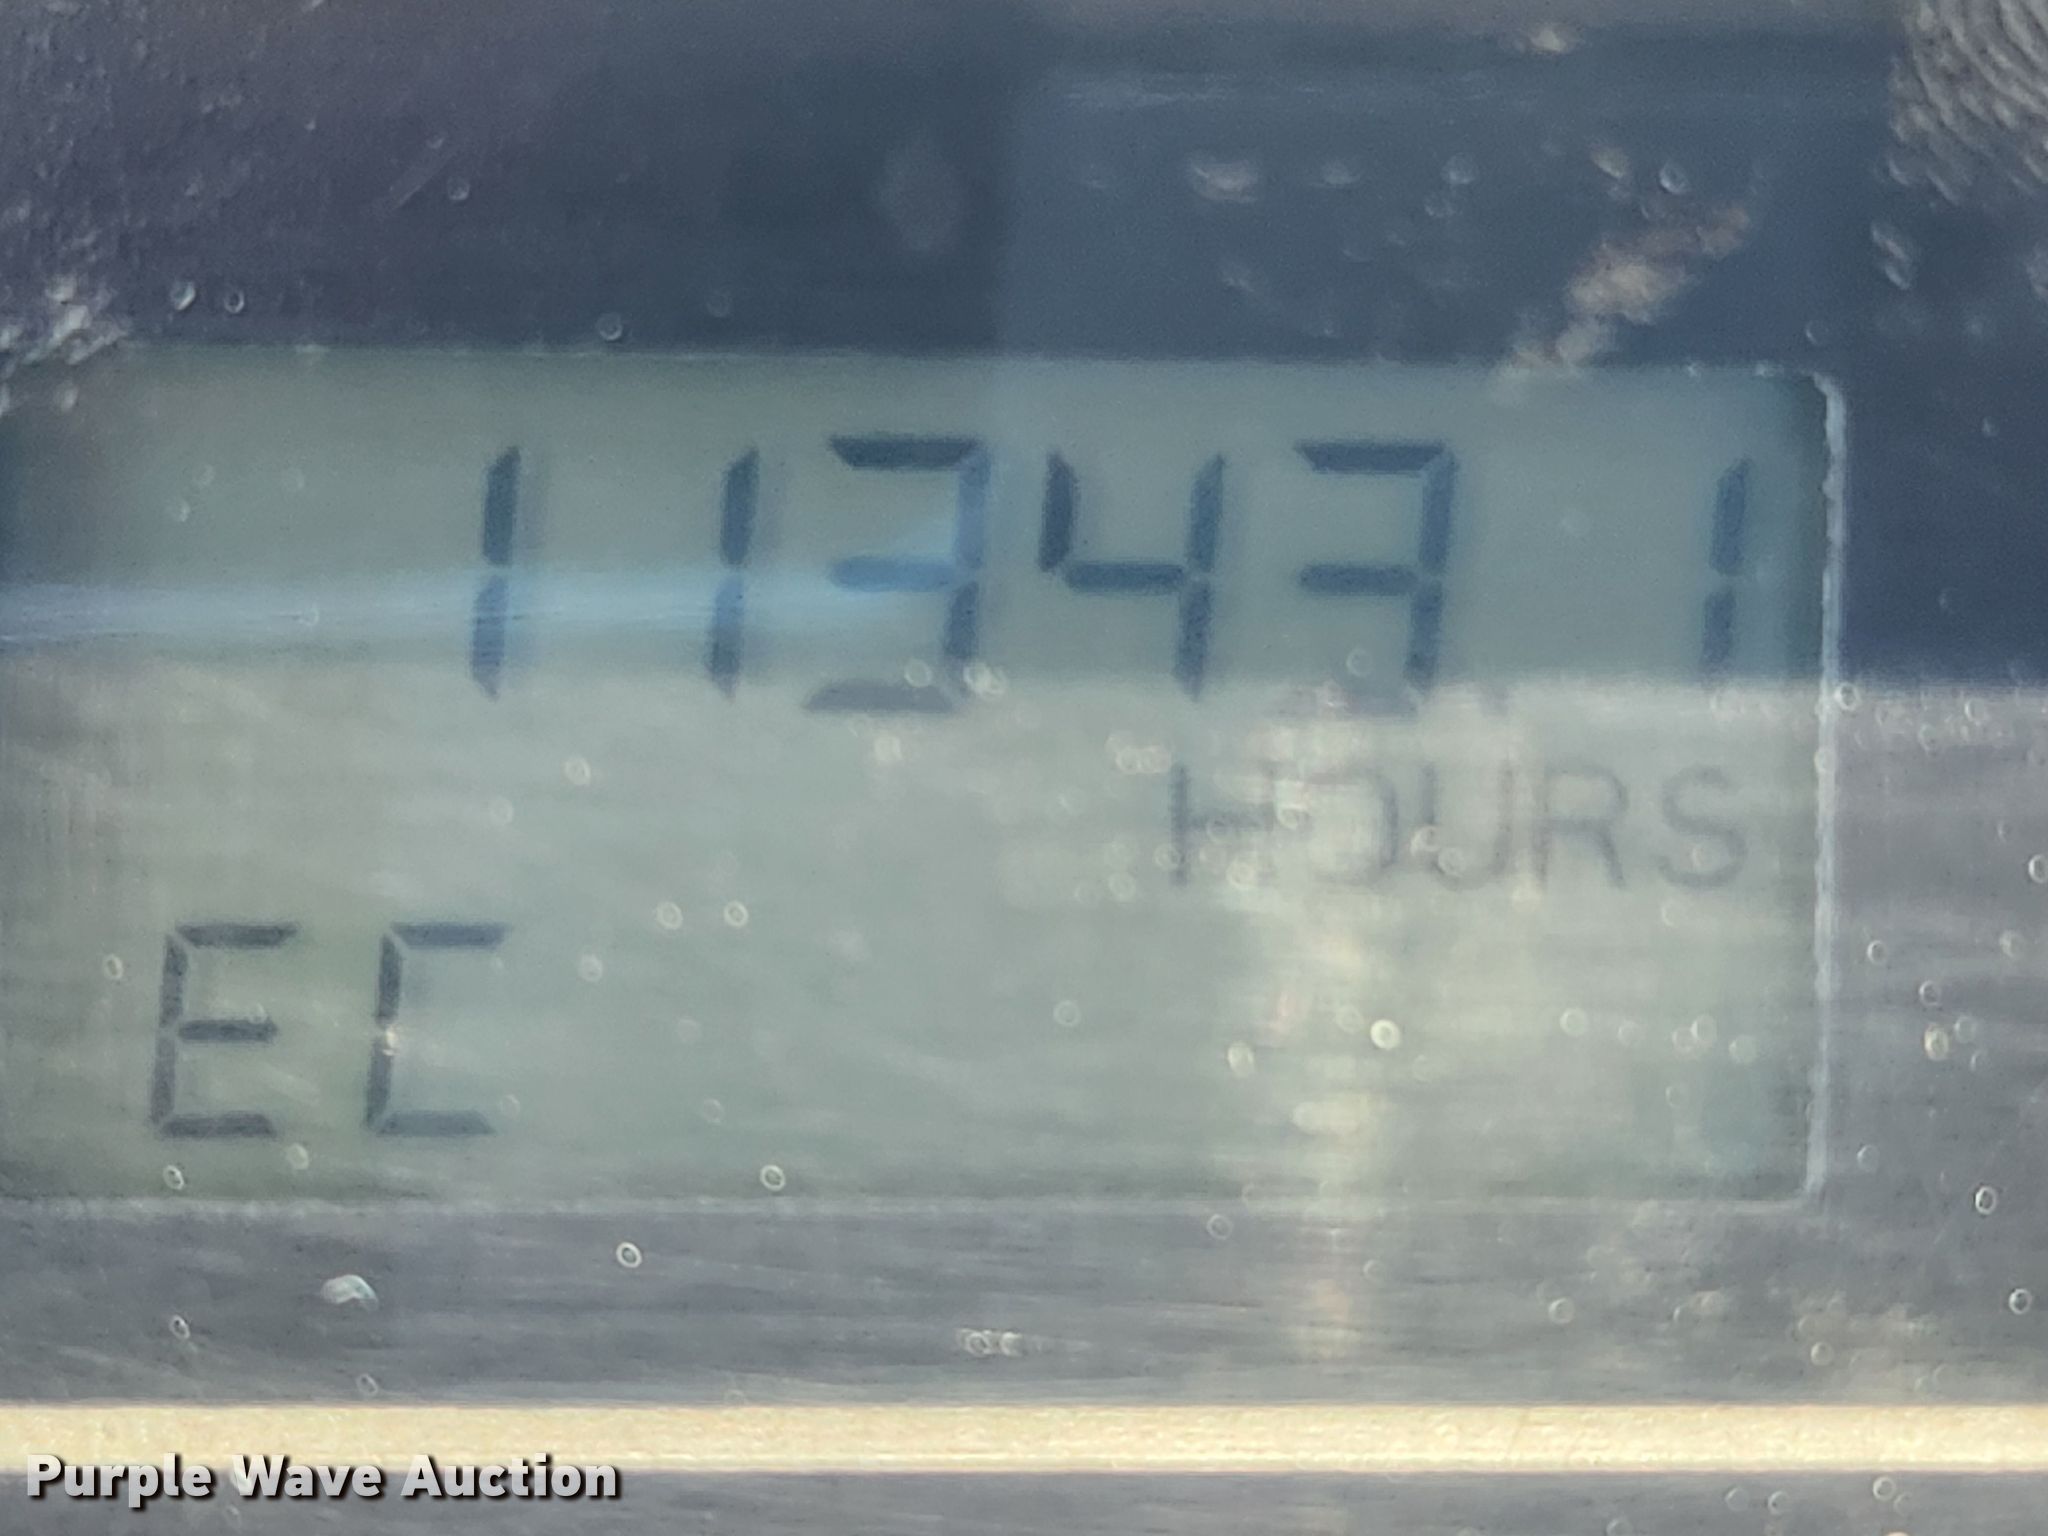 11343.1
HOURS
EC
Purple Wave Auction